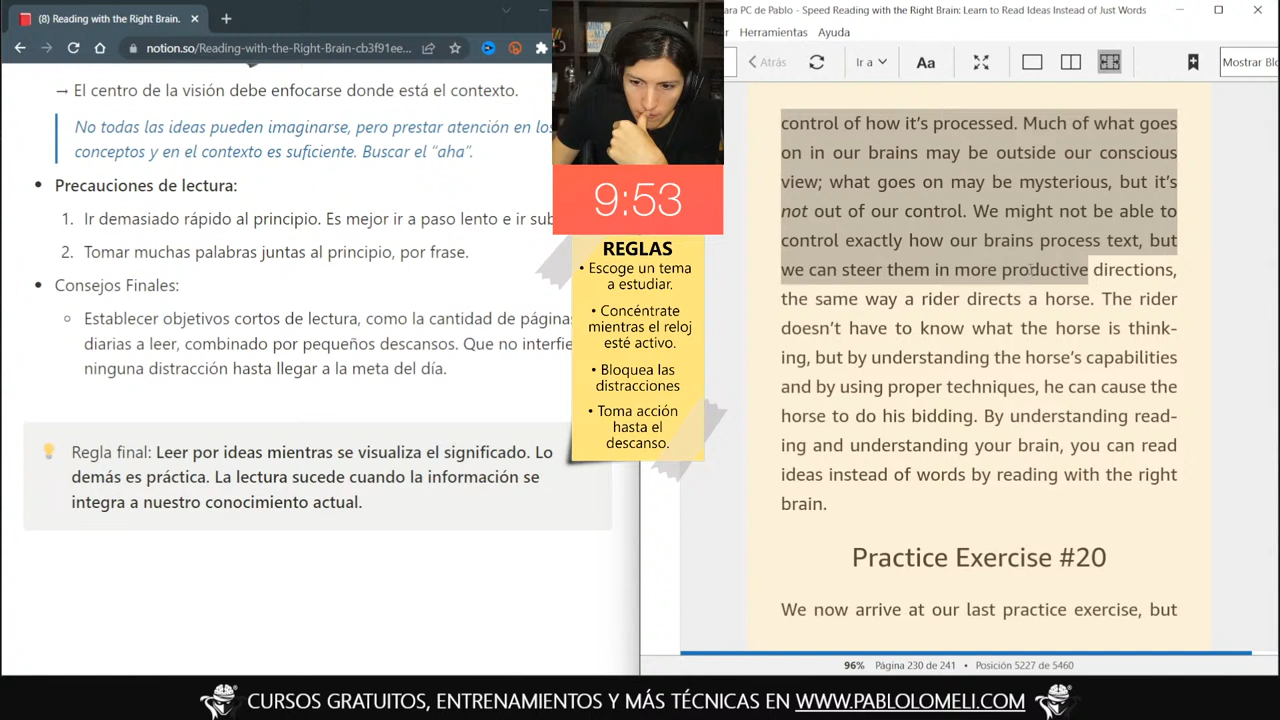 (8) Reading with the Right Brain.
notion.so/Reading-with-the-Right-Brain-cb3f91ee...
→ El centro de la visión debe enfocarse donde está el contexto.
No todas las ideas pueden imaginarse, pero prestar atención en los
conceptos y en el contexto es suficiente. Buscar el “aha”.
• Precauciones de lectura:
1. Ir demasiado rápido al principio. Es mejor ir a paso lento e ir sub
2. Tomar muchas palabras juntas al principio, por frase.
• Consejos Finales:
Establecer objetivos cortos de lectura, como la cantidad de páginas
diarias a leer, combinado por pequeños descansos. Que no interfie
ninguna distracción hasta llegar a la meta del día.
Regla final: Leer por ideas mientras se visualiza el significado. Lo
demás es práctica. La lectura sucede cuando la información se
integra a nuestro conocimiento actual.
9:53
REGLAS
• Escoge un tema
a estudiar.
• Concéntrate
mientras el reloj
esté activo.
• Bloquea las
distracciones
• Toma acción
hasta el
descanso.
ara PC de Pablo - Speed Reading with the Right Brain: Learn to Read Ideas Instead of Just Words
Herramientas Ayuda
Atrás
Ir a
Aa
Mostrar Blo
control of how it’s processed. Much of what goes
on in our brains may be outside our conscious
view; what goes on may be mysterious, but it’s
not out of our control. We might not be able to
control exactly how our brains process text, but
we can steer them in more productive directions,
the same way a rider directs a horse. The rider
doesn’t have to know what the horse is think-
ing, but by understanding the horse’s capabilities
and by using proper techniques, he can cause the
horse to do his bidding. By understanding read-
ing and understanding your brain, you can read
ideas instead of words by reading with the right
brain.
Practice Exercise #20
We now arrive at our last practice exercise, but
96% Página 230 de 241 • Posición 5227 de 5460
CURSOS GRATUITOS, ENTRENAMIENTOS Y MÁS TÉCNICAS EN WWW.PABLOLOMELI.COM